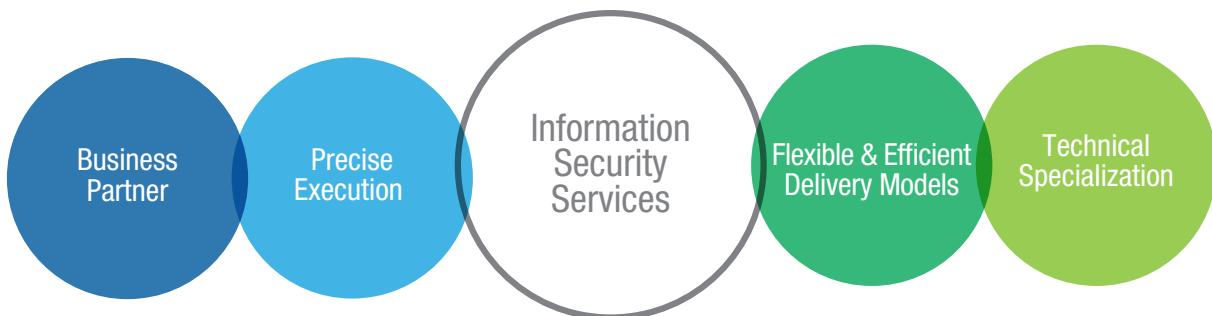 Business
Partner
Precise
Execution
Information
Security
Services
Flexible & Efficient
Delivery Models
Technical
Specialization